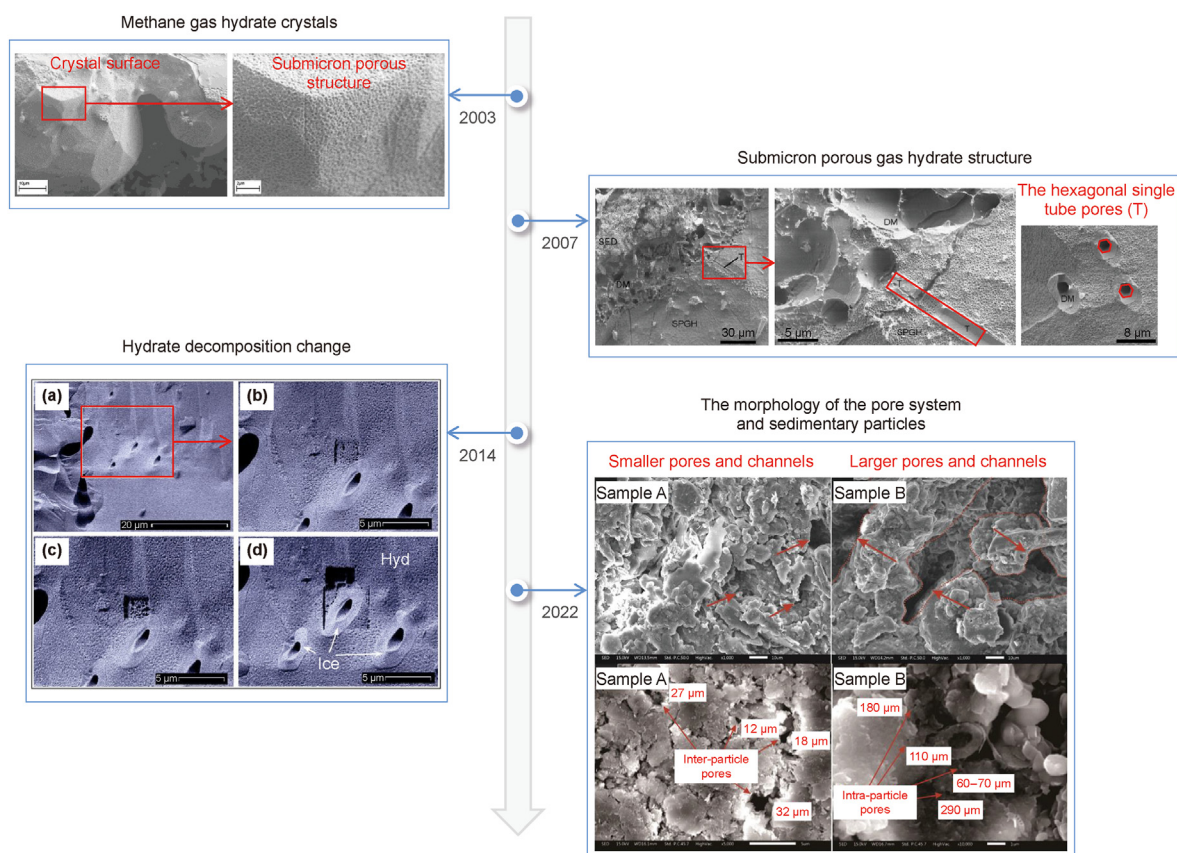 Methane gas hydrate crystals
Crystal surface
Submicron porous
structure
10µm
1µm
2003
Submicron porous gas hydrate structure
The hexagonal single
tube pores (T)
2007
SED
T
DM
SPGH
30 µm
DM
T
T
SPGH
5 µm
DM
8 µm
Hydrate decomposition change
(a)
20 µm
(b)
5 µm
(c)
5 µm
(d)
Hyd
Ice
5 µm
2014
The morphology of the pore system
and sedimentary particles
Smaller pores and channels
Larger pores and channels
Sample A
Sample B
2022
Sample A
27 µm
12 µm
18 µm
Inter-particle
pores
32 µm
Sample B
180 µm
110 µm
60–70 µm
Intra-particle
pores
290 µm